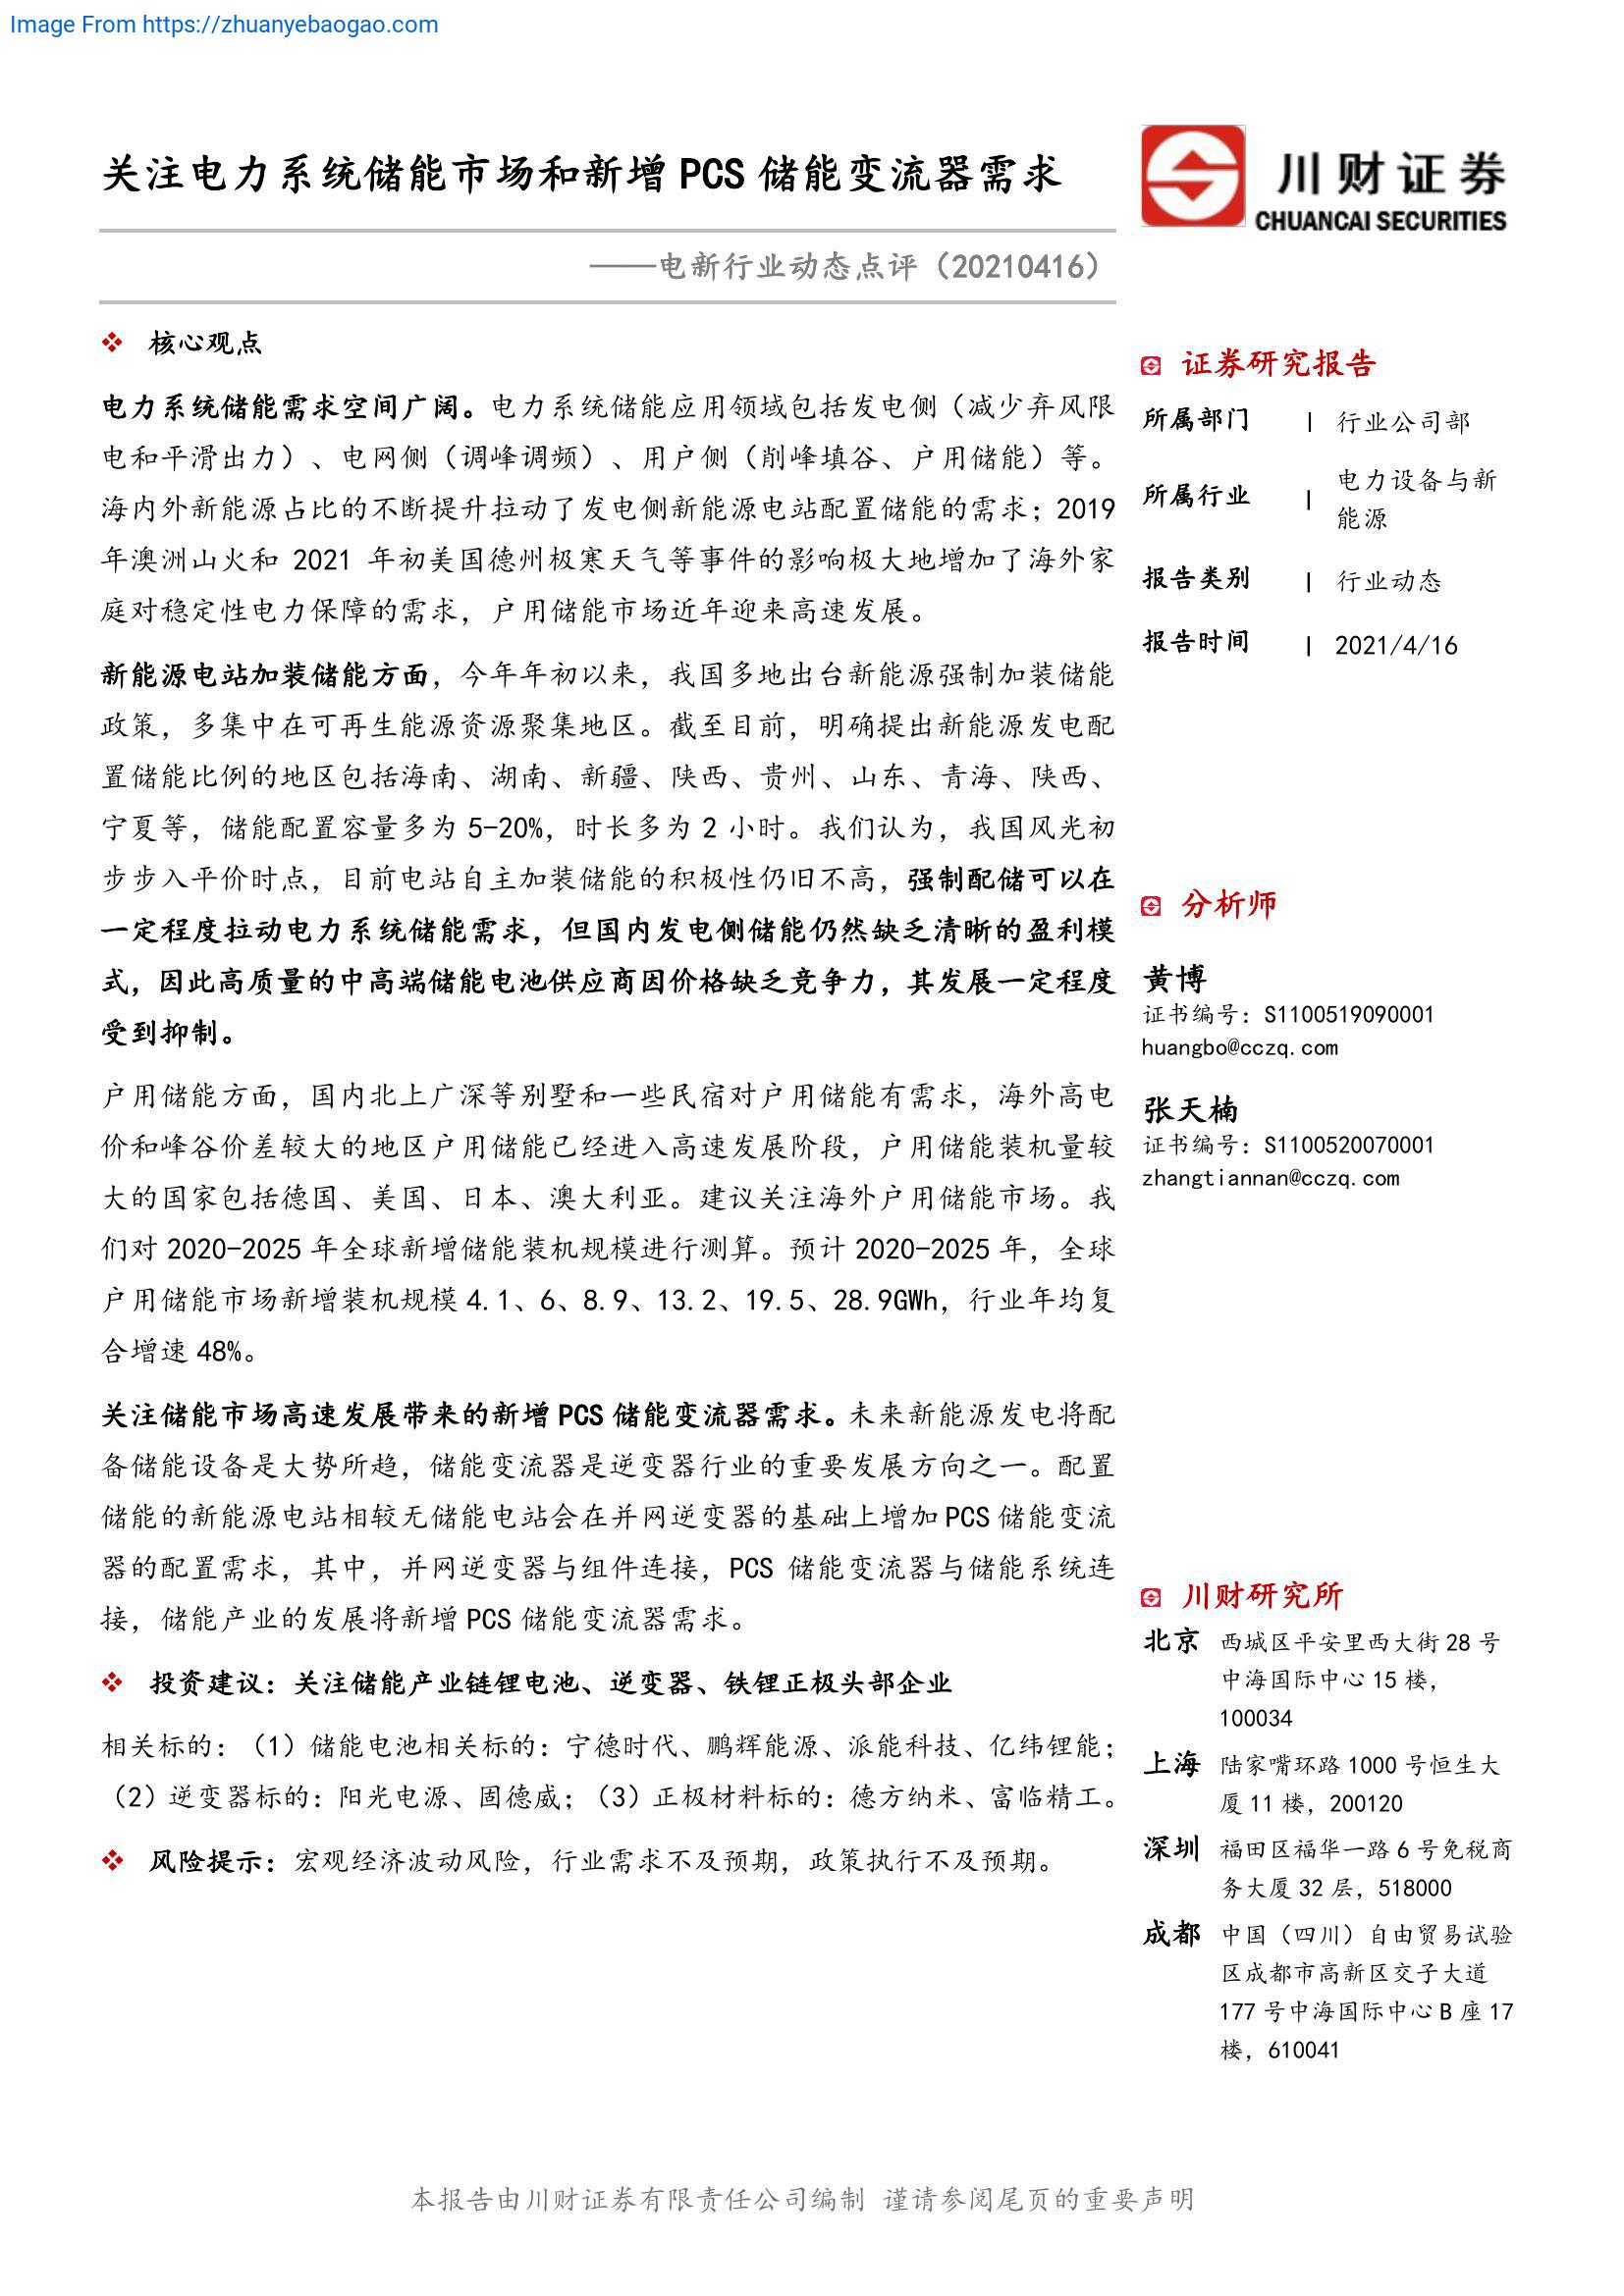 Image From https://zhuanyebaogao.com
关注电力系统储能市场和新增 PCS 储能变流器需求
——电新行业动态点评（20210416）
川财证券
CHUANCAI SECURITIES
❖ 核心观点
电力系统储能需求空间广阔。电力系统储能应用领域包括发电侧（减少弃风限
电和平滑出力）、电网侧（调峰调频）、用户侧（削峰填谷、户用储能）等。
海内外新能源占比的不断提升拉动了发电侧新能源电站配置储能的需求；2019
年澳洲山火和 2021 年初美国德州极寒天气等事件的影响极大地增加了海外家
庭对稳定性电力保障的需求，户用储能市场近年迎来高速发展。
新能源电站加装储能方面，今年年初以来，我国多地出台新能源强制加装储能
政策，多集中在可再生能源资源聚集地区。截至目前，明确提出新能源发电配
置储能比例的地区包括海南、湖南、新疆、陕西、贵州、山东、青海、陕西、
宁夏等，储能配置容量多为 5-20%，时长多为 2 小时。我们认为，我国风光初
步步入平价时点，目前电站自主加装储能的积极性仍旧不高，强制配储可以在
一定程度拉动电力系统储能需求，但国内发电侧储能仍然缺乏清晰的盈利模
式，因此高质量的中高端储能电池供应商因价格缺乏竞争力，其发展一定程度
受到抑制。
户用储能方面，国内北上广深等别墅和一些民宿对户用储能有需求，海外高电
价和峰谷价差较大的地区户用储能已经进入高速发展阶段，户用储能装机量较
大的国家包括德国、美国、日本、澳大利亚。建议关注海外户用储能市场。我
们对 2020-2025 年全球新增储能装机规模进行测算。预计 2020-2025 年，全球
户用储能市场新增装机规模 4.1、6、8.9、13.2、19.5、28.9GWh，行业年均复
合增速 48%。
关注储能市场高速发展带来的新增 PCS 储能变流器需求。未来新能源发电将配
备储能设备是大势所趋，储能变流器是逆变器行业的重要发展方向之一。配置
储能的新能源电站相较无储能电站会在并网逆变器的基础上增加 PCS 储能变流
器的配置需求，其中，并网逆变器与组件连接，PCS 储能变流器与储能系统连
接，储能产业的发展将新增 PCS 储能变流器需求。
❖ 投资建议：关注储能产业链锂电池、逆变器、铁锂正极头部企业
相关标的：（1）储能电池相关标的：宁德时代、鹏辉能源、派能科技、亿纬锂能；
（2）逆变器标的：阳光电源、固德威；（3）正极材料标的：德方纳米、富临精工。
❖ 风险提示：宏观经济波动风险，行业需求不及预期，政策执行不及预期。
证券研究报告
所属部门 | 行业公司部
所属行业 | 电力设备与新
能源
报告类别 | 行业动态
报告时间 | 2021/4/16
分析师
黄博
证书编号：S1100519090001
huangbo@cczq.com
张天楠
证书编号：S1100520070001
zhangtiannan@cczq.com
川财研究所
北京 西城区平安里西大街 28 号
中海国际中心 15 楼，
100034
上海 陆家嘴环路 1000 号恒生大
厦 11 楼，200120
深圳 福田区福华一路 6 号免税商
务大厦 32 层，518000
成都 中国（四川）自由贸易试验
区成都市高新区交子大道
177 号中海国际中心 B 座 17
楼，610041
本报告由川财证券有限责任公司编制 谨请参阅尾页的重要声明